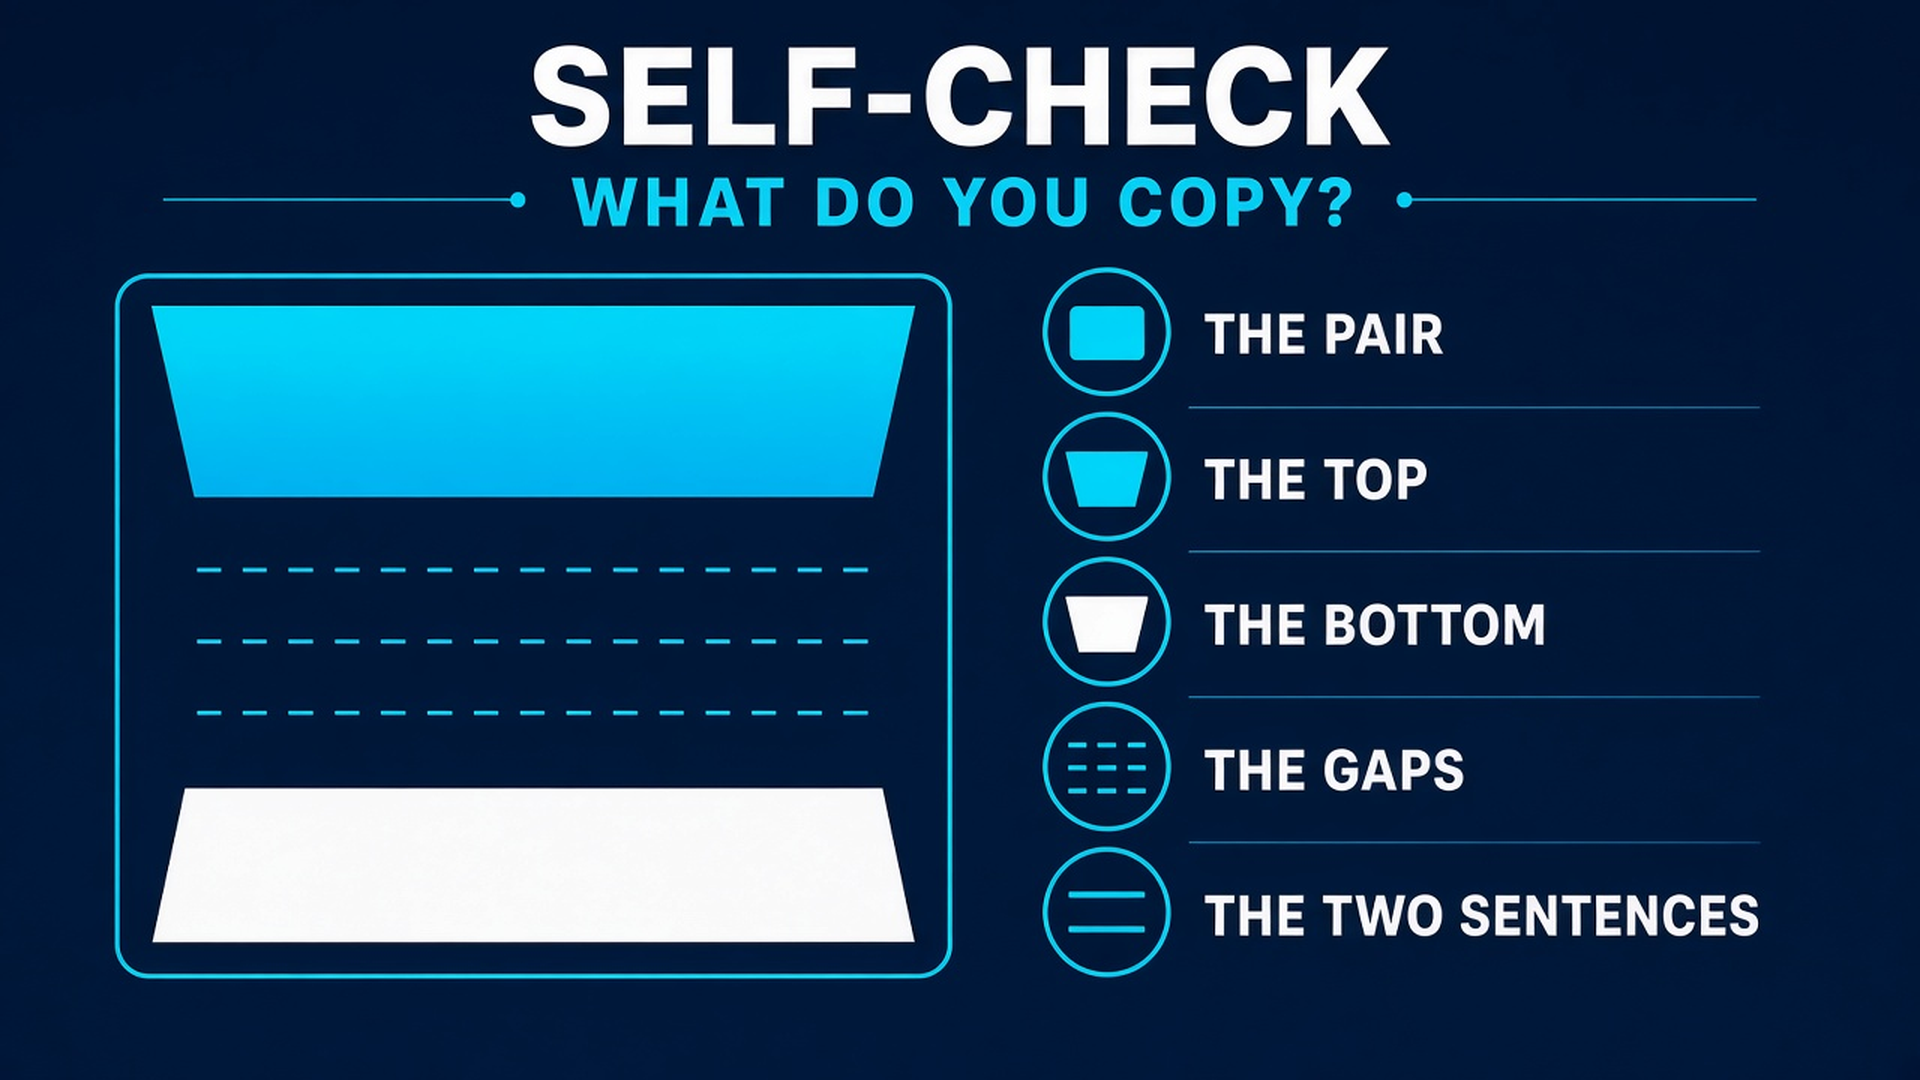 SELF-CHECK
WHAT DO YOU COPY?
THE PAIR
THE TOP
THE BOTTOM
THE GAPS
THE TWO SENTENCES